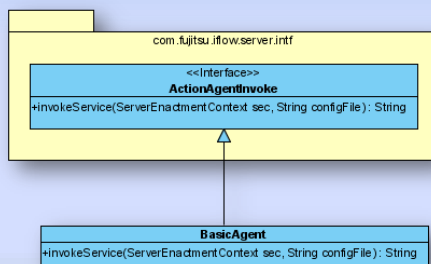 com.fujitsu.iflow.server.intf
<<Interface>>
ActionAgentInvoke
+invokeService(ServerEnactmentContext sec, String configFile): String
BasicAgent
+invokeService(ServerEnactmentContext sec, String configFile): String